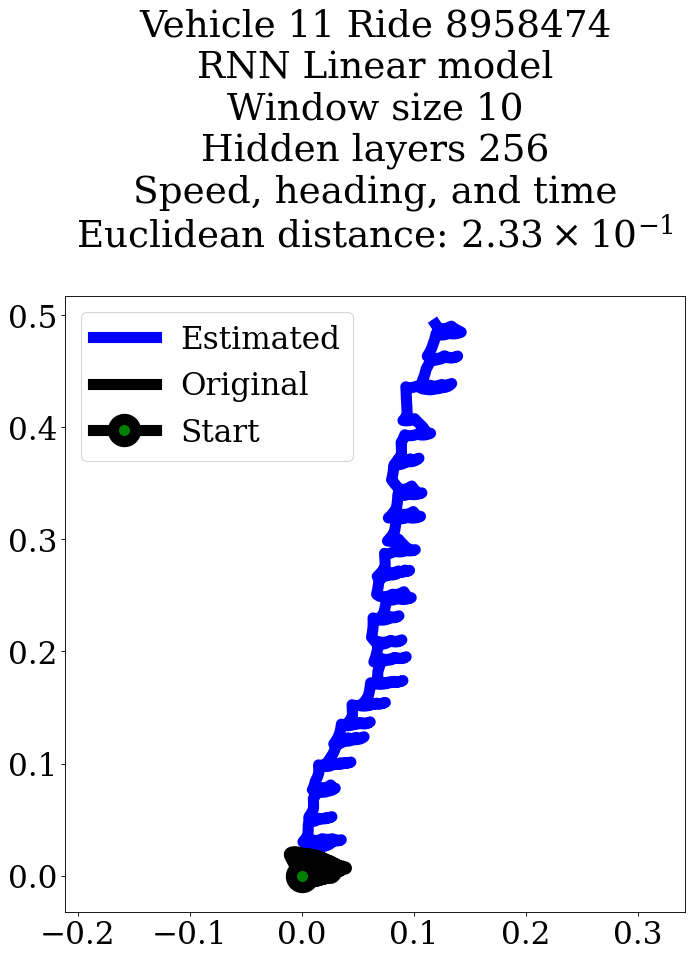 Vehicle 11 Ride 8958474
RNN Linear model
Window size 10
Hidden layers 256
Speed, heading, and time
Euclidean distance: 2.33 × 10⁻¹
Estimated
Original
Start
0.5
0.4
0.3
0.2
0.1
0.0
−0.2 −0.1 0.0 0.1 0.2 0.3